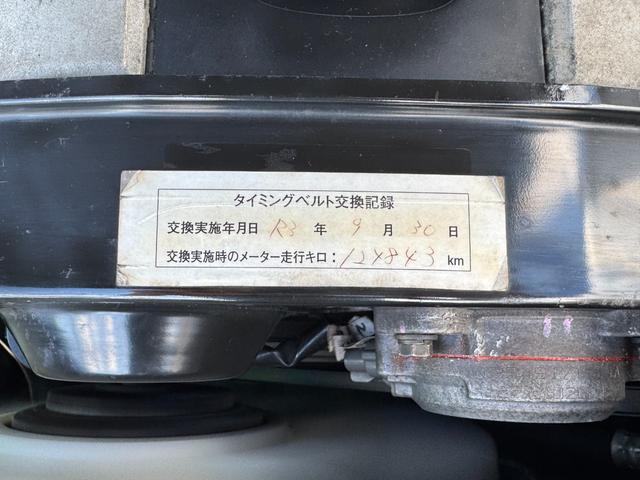 タイミングベルト交換記録
交換実施年月日 R3 年 9 月 30 日
交換実施時のメーター走行キロ：124843 km